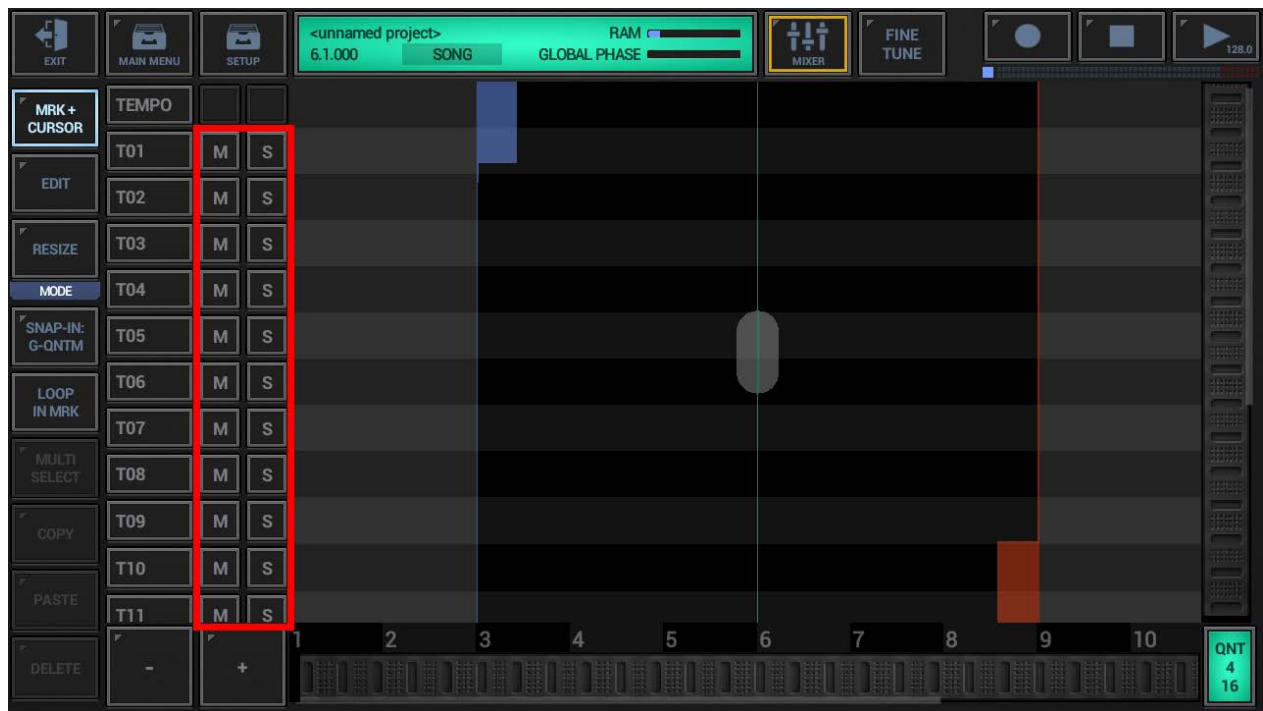 EXIT
MAIN MENU
SETUP
<unnamed project>
RAM
6.1.000
SONG
GLOBAL PHASE
MIXER
FINE
TUNE
128.0
MRK +
CURSOR
EDIT
RESIZE
MODE
SNAP-IN:
G-QNTM
LOOP
IN MRK
MULTI
SELECT
COPY
PASTE
DELETE
TEMPO
T01 M S
T02 M S
T03 M S
T04 M S
T05 M S
T06 M S
T07 M S
T08 M S
T09 M S
T10 M S
T11 M S
- +
1 2 3 4 5 6 7 8 9 10
QNT
4
16